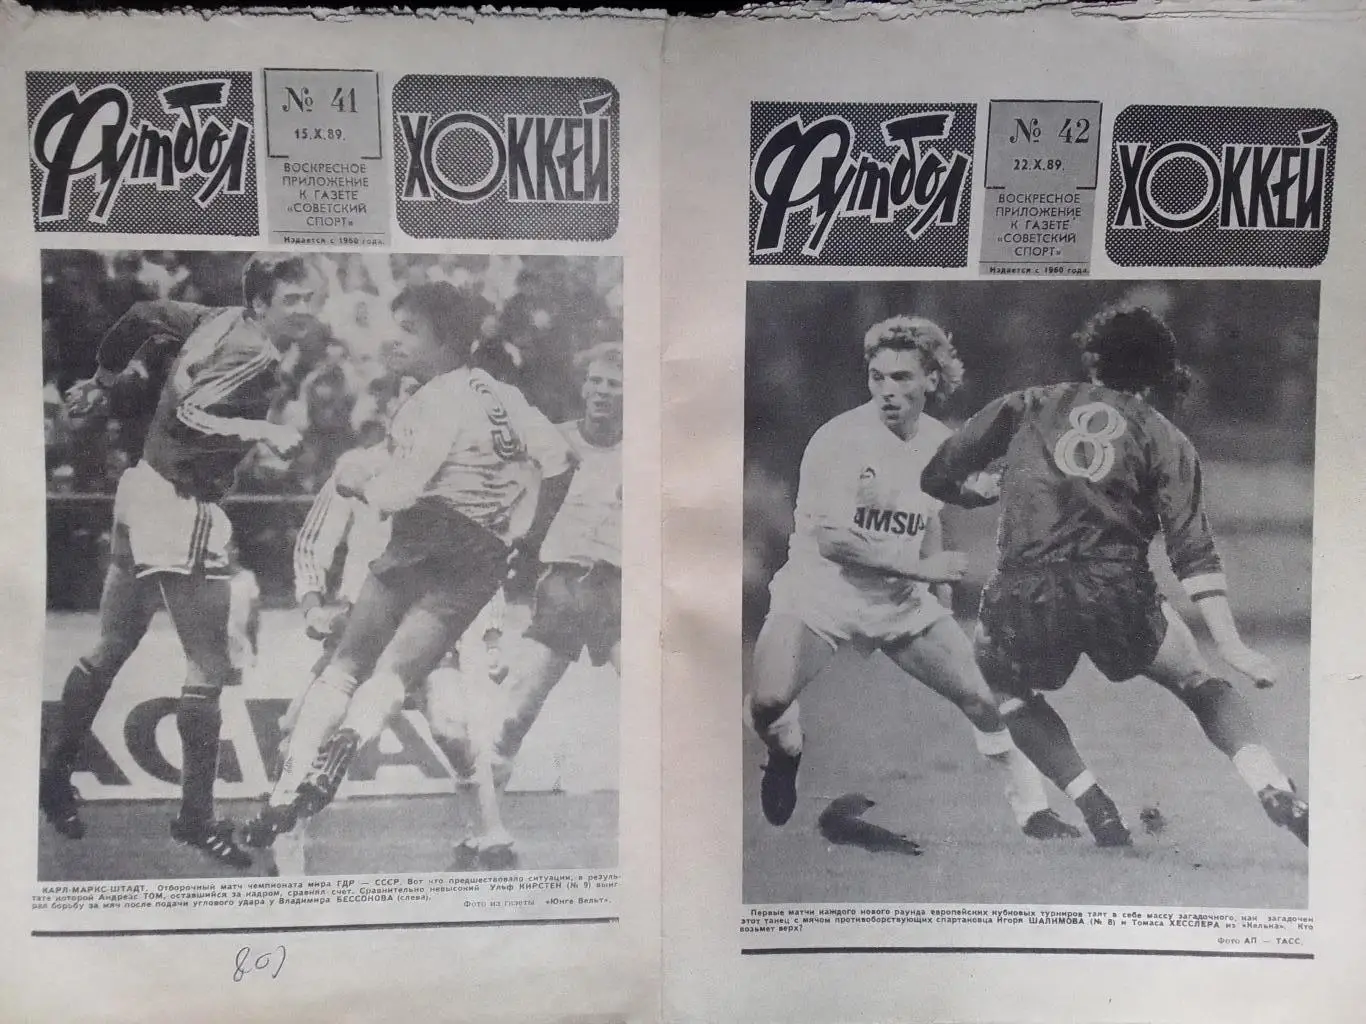 Футбол
№ 41
15.X.89.
ВОСКРЕСНОЕ
ПРИЛОЖЕНИЕ
К ГАЗЕТЕ
«СОВЕТСКИЙ
СПОРТ»
Издается с 1960 года.
ХОККЕЙ
9
AGFA
КАРЛ-МАРКС-ШТАДТ. Отборочный матч чемпионата мира ГДР — СССР. Вот что предшествовало ситуации, в резуль-
тате которой Андреас ТОМ, оставшийся за кадром, сравнял счет. Сравнительно невысокий Ульф КИРСТЕН (№ 9) выиг-
рал борьбу за мяч после подачи углового удара у Владимира БЕССОНОВА (слева).
Фото из газеты «Юнге Вельт».
Футбол
№ 42
22.X.89.
ВОСКРЕСНОЕ
ПРИЛОЖЕНИЕ
К ГАЗЕТЕ
«СОВЕТСКИЙ
СПОРТ»
Издается с 1960 года.
ХОККЕЙ
8
AMSU
Первые матчи каждого нового раунда европейских кубковых турниров таят в себе массу загадочного, как загадочен
этот танец с мячом противоборствующих спартаковца Игоря ШАЛИМОВА (№ 8) и Томаса ХЕССЛЕРА из «Кельна». Кто
возьмет верх?
Фото АП — ТАСС.